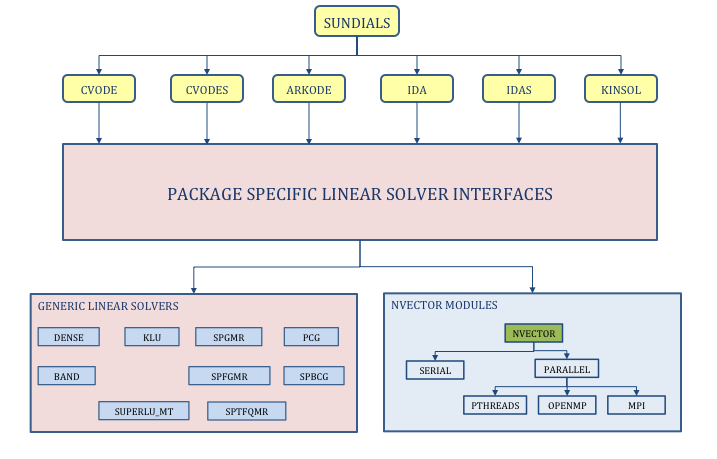 SUNDIALS
CVODE
CVODES
ARKODE
IDA
IDAS
KINSOL
PACKAGE SPECIFIC LINEAR SOLVER INTERFACES
GENERIC LINEAR SOLVERS
DENSE
KLU
SPGMR
PCG
BAND
SPFGMR
SPBCG
SUPERLU_MT
SPTFQMR
NVECTOR MODULES
NVECTOR
SERIAL
PARALLEL
PTHREADS
OPENMP
MPI